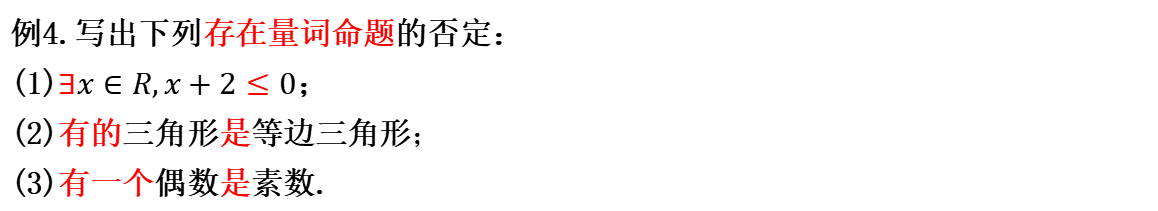 例4.写出下列存在量词命题的否定：
(1)∃x ∈ R, x + 2 ≤ 0；
(2)有的三角形是等边三角形；
(3)有一个偶数是素数.